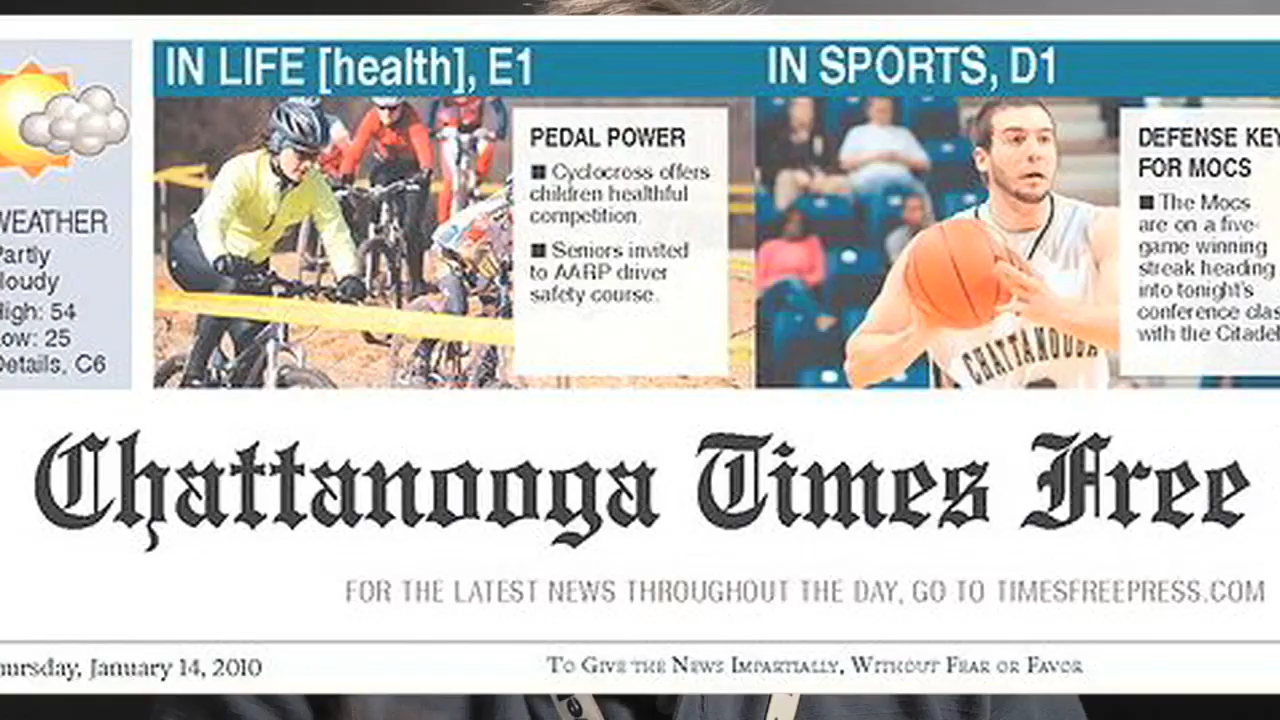 IN LIFE [health], E1
IN SPORTS, D1
PEDAL POWER
■ Cyclocross offers
children healthful
competition.
■ Seniors invited
to AARP driver
safety course.
DEFENSE KEY
FOR MOCS
■ The Mocs
are on a five-
game winning
streak heading
into tonight's
conference clas
with the Citadel
WEATHER
Partly
loudy
High: 54
Low: 25
Details, C6
CHATTANOOGA
Chattanooga Times Free
FOR THE LATEST NEWS THROUGHOUT THE DAY, GO TO TIMESFREEPRESS.COM
ursday, January 14, 2010
TO GIVE THE NEWS IMPARTIALLY, WITHOUT FEAR OR FAVOR